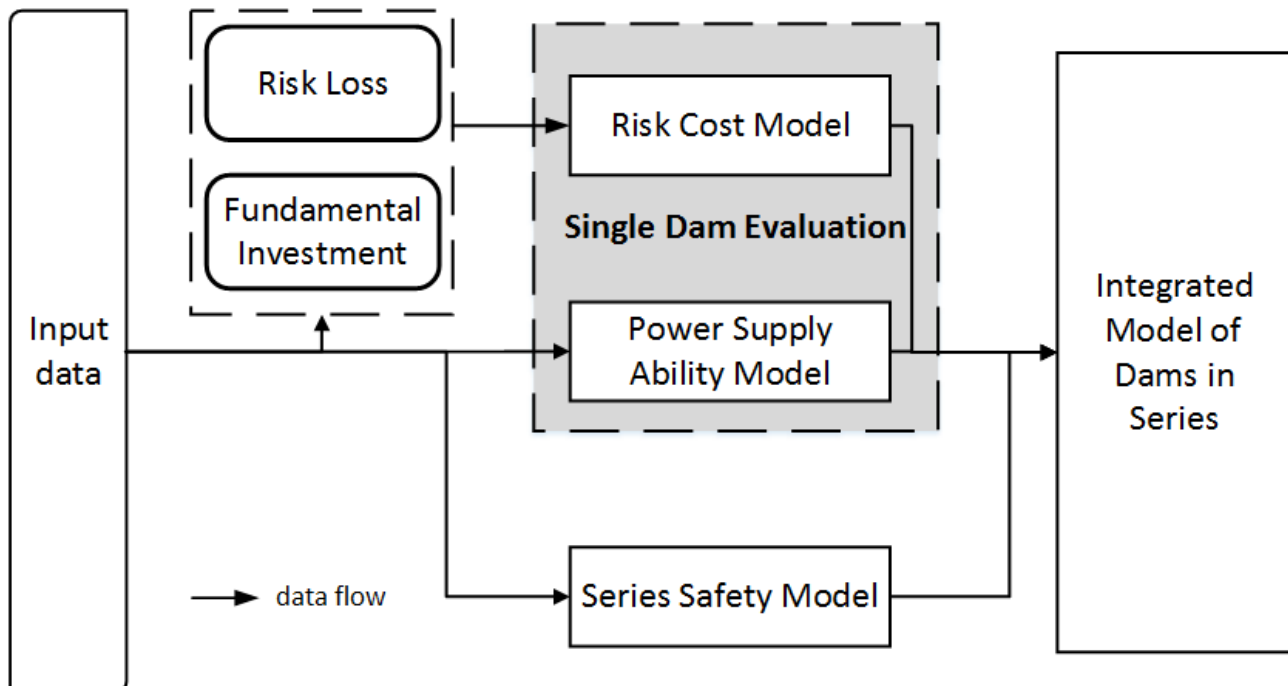 Risk Loss
Fundamental
Investment
Input
data
Risk Cost Model
Single Dam Evaluation
Power Supply
Ability Model
Series Safety Model
Integrated
Model of
Dams in
Series
data flow